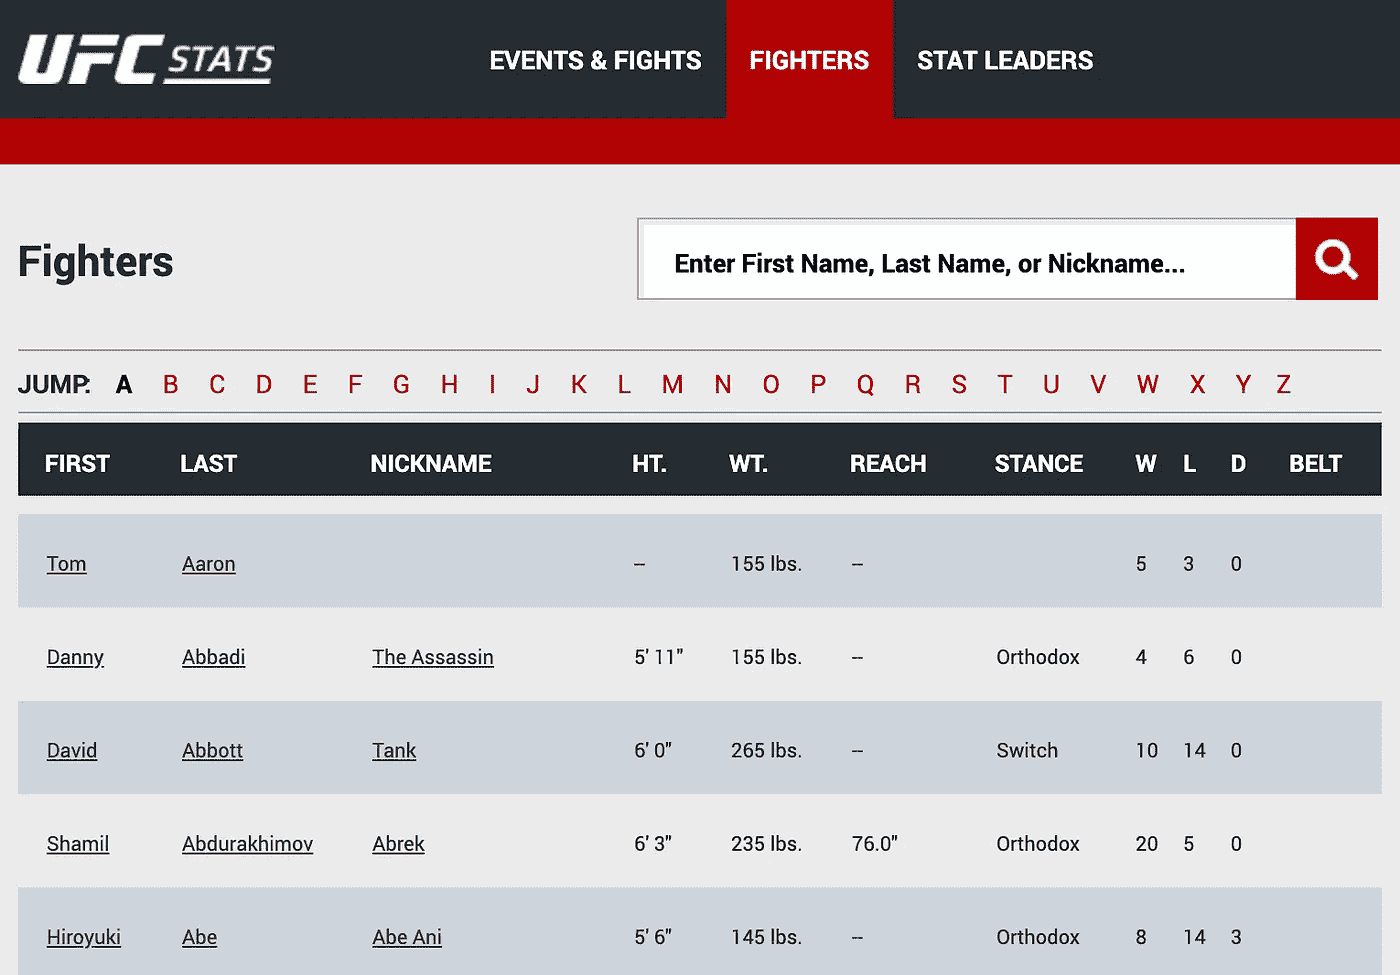 UFC STATS EVENTS & FIGHTS FIGHTERS STAT LEADERS
Fighters Enter First Name, Last Name, or Nickname...
JUMP: A B C D E F G H I J K L M N O P Q R S T U V W X Y Z
FIRST LAST NICKNAME HT. WT. REACH STANCE W L D BELT
Tom Aaron -- 155 lbs. -- 5 3 0
Danny Abbadi The Assassin 5' 11" 155 lbs. -- Orthodox 4 6 0
David Abbott Tank 6' 0" 265 lbs. -- Switch 10 14 0
Shamil Abdurakhimov Abrek 6' 3" 235 lbs. 76.0" Orthodox 20 5 0
Hiroyuki Abe Abe Ani 5' 6" 145 lbs. -- Orthodox 8 14 3